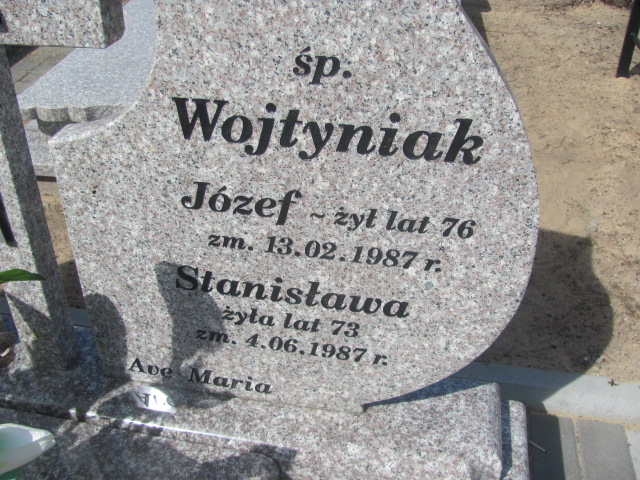 śp.
Wojtyniak
Józef ~ żył lat 76
zm. 13.02.1987 r.
Stanisława
żyła lat 73
zm. 4.06.1987 r.
Ave Maria